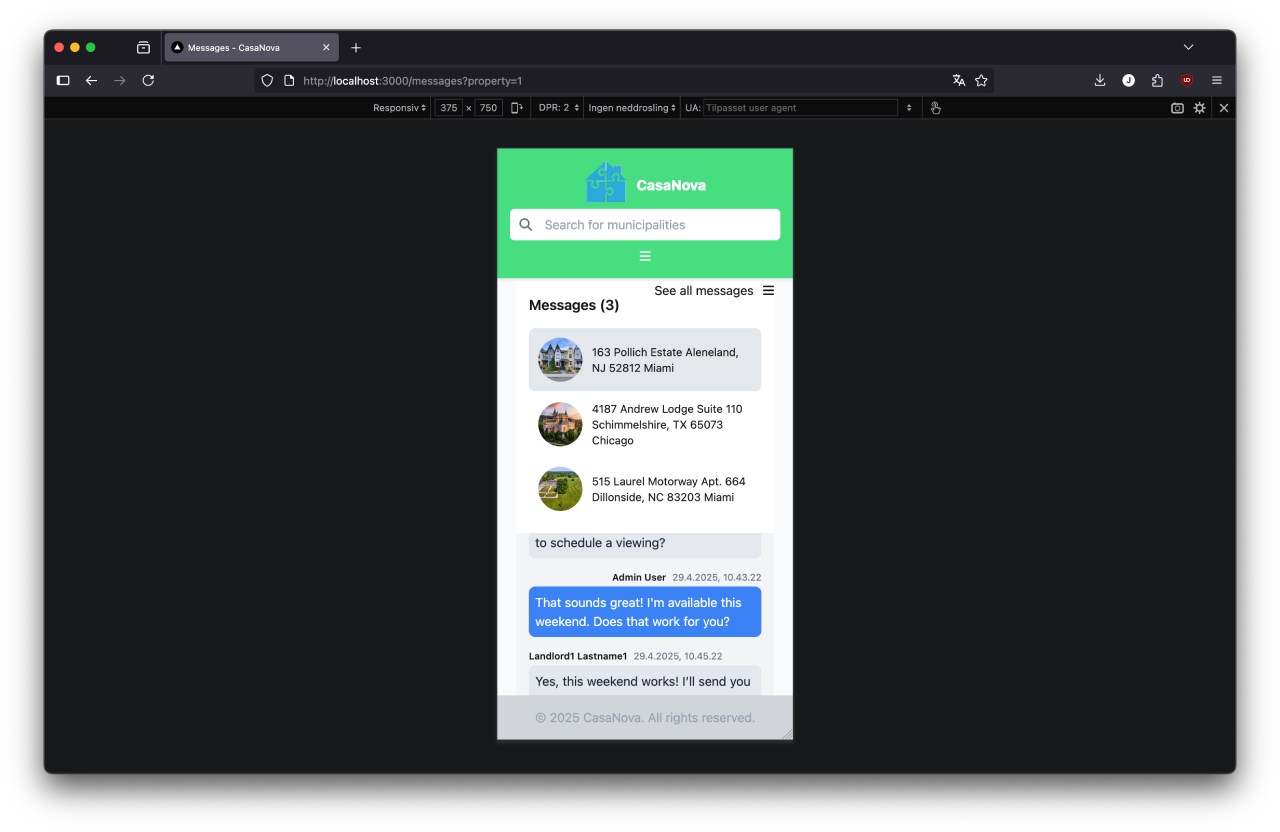 Messages - CasaNova
http://localhost:3000/messages?property=1
Responsiv 375 × 750 DPR: 2 Ingen neddrosling UA: Tilpasset user agent
CasaNova
Search for municipalities
See all messages
Messages (3)
163 Pollich Estate Aleneland,
NJ 52812 Miami
4187 Andrew Lodge Suite 110
Schimmelshire, TX 65073
Chicago
515 Laurel Motorway Apt. 664
Dillonside, NC 83203 Miami
to schedule a viewing?
Admin User 29.4.2025, 10.43.22
That sounds great! I'm available this
weekend. Does that work for you?
Landlord1 Lastname1 29.4.2025, 10.45.22
Yes, this weekend works! I'll send you
© 2025 CasaNova. All rights reserved.